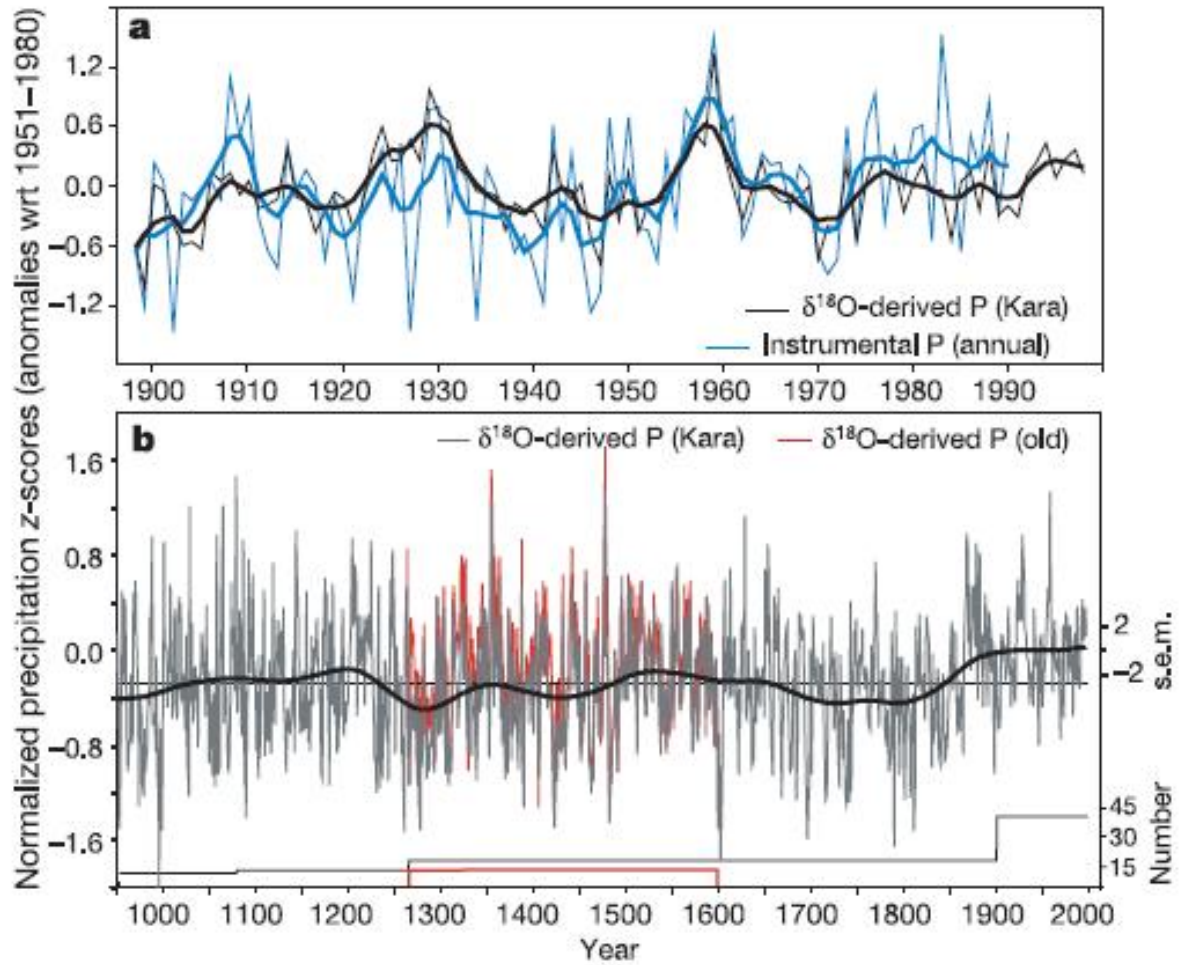 Normalized precipitation z-scores (anomalies wrt 1951–1980)
a
1.2
0.6
0.0
−0.6
−1.2
δ¹⁸O-derived P (Kara)
Instrumental P (annual)
1900 1910 1920 1930 1940 1950 1960 1970 1980 1990
b
δ¹⁸O-derived P (Kara) δ¹⁸O-derived P (old)
1.6
0.8
0.0
−0.8
−1.6
2
−2
s.e.m.
45
30
15
Number
1000 1100 1200 1300 1400 1500 1600 1700 1800 1900 2000
Year